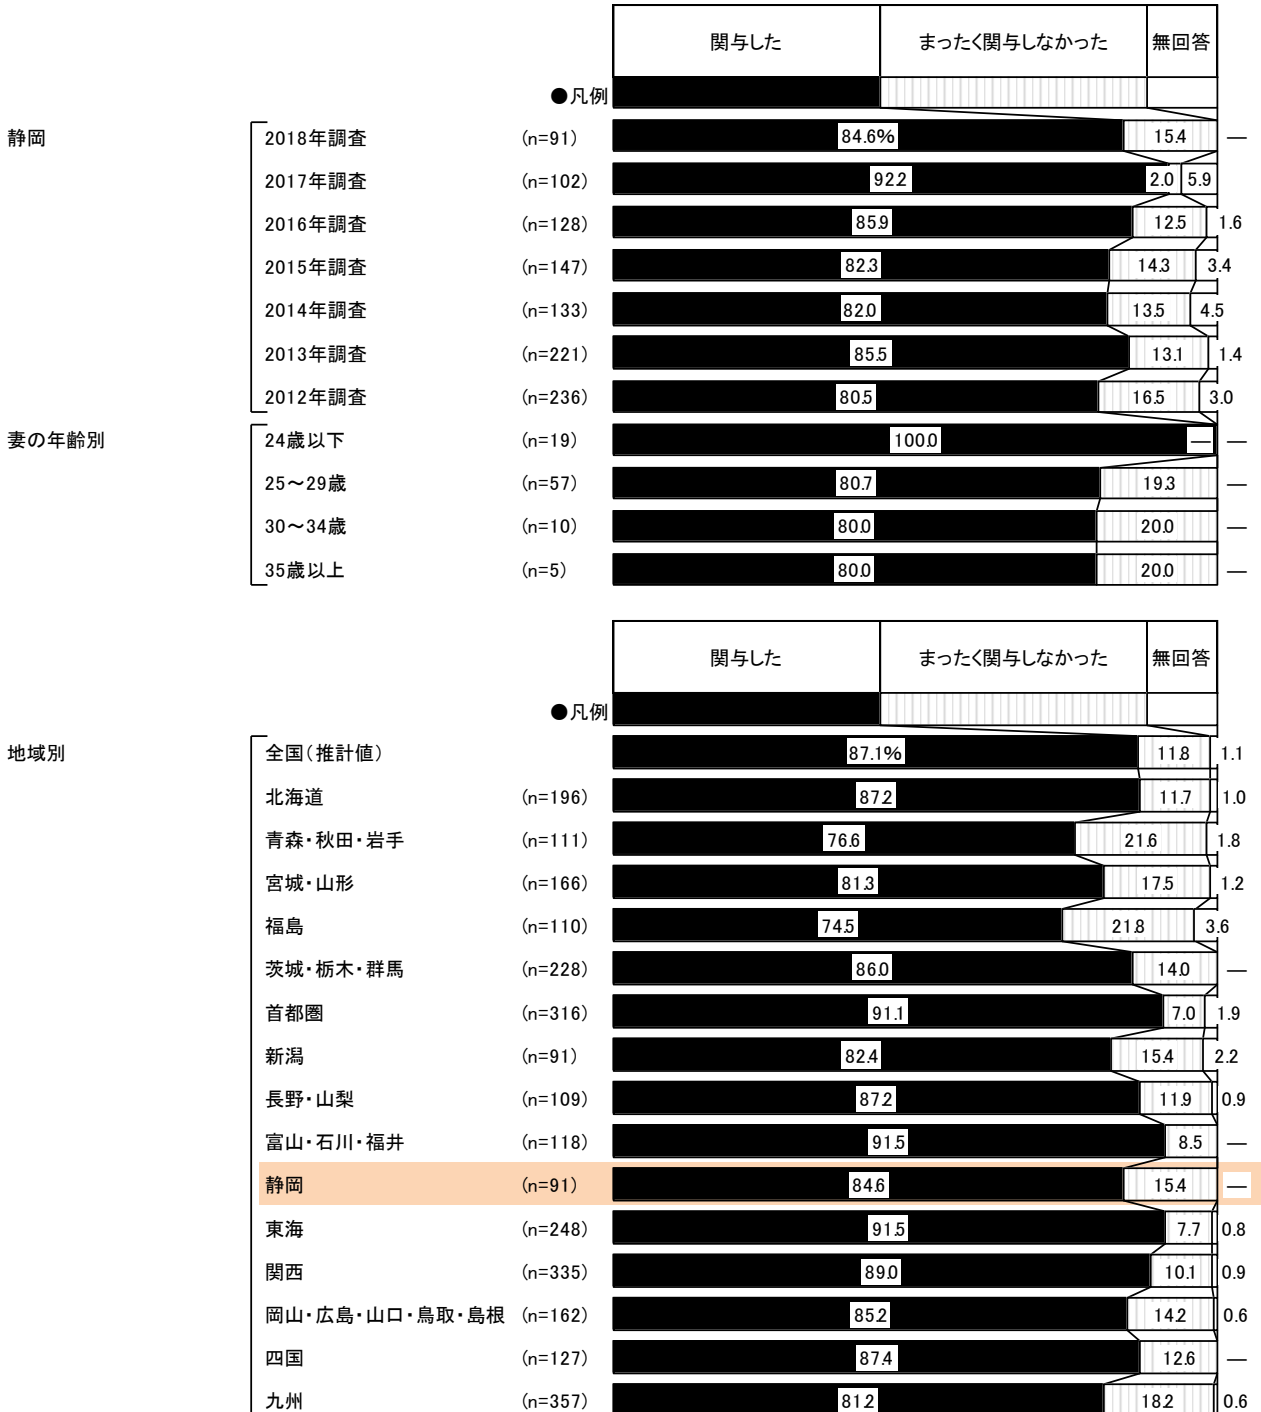 関与した まったく関与しなかった 無回答
●凡例
静岡 2018年調査 (n=91) 84.6% 15.4 ―
2017年調査 (n=102) 92.2 2.0 5.9
2016年調査 (n=128) 85.9 12.5 1.6
2015年調査 (n=147) 82.3 14.3 3.4
2014年調査 (n=133) 82.0 13.5 4.5
2013年調査 (n=221) 85.5 13.1 1.4
2012年調査 (n=236) 80.5 16.5 3.0
妻の年齢別 24歳以下 (n=19) 100.0 ― ―
25～29歳 (n=57) 80.7 19.3 ―
30～34歳 (n=10) 80.0 20.0 ―
35歳以上 (n=5) 80.0 20.0 ―
関与した まったく関与しなかった 無回答
●凡例
地域別 全国(推計値) 87.1% 11.8 1.1
北海道 (n=196) 87.2 11.7 1.0
青森・秋田・岩手 (n=111) 76.6 21.6 1.8
宮城・山形 (n=166) 81.3 17.5 1.2
福島 (n=110) 74.5 21.8 3.6
茨城・栃木・群馬 (n=228) 86.0 14.0 ―
首都圏 (n=316) 91.1 7.0 1.9
新潟 (n=91) 82.4 15.4 2.2
長野・山梨 (n=109) 87.2 11.9 0.9
富山・石川・福井 (n=118) 91.5 8.5 ―
静岡 (n=91) 84.6 15.4 ―
東海 (n=248) 91.5 7.7 0.8
関西 (n=335) 89.0 10.1 0.9
岡山・広島・山口・鳥取・島根 (n=162) 85.2 14.2 0.6
四国 (n=127) 87.4 12.6 ―
九州 (n=357) 81.2 18.2 0.6